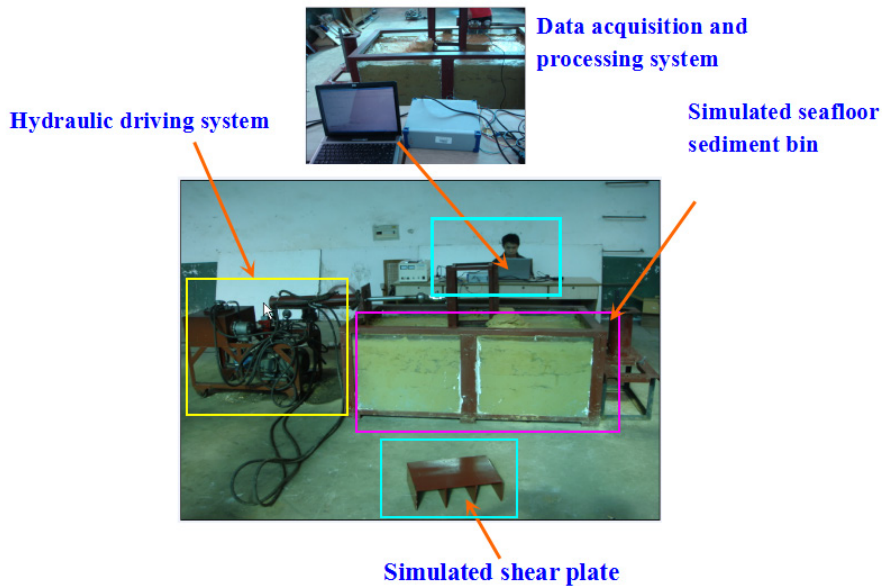 Data acquisition and
processing system
Hydraulic driving system
Simulated seafloor
sediment bin
Simulated shear plate